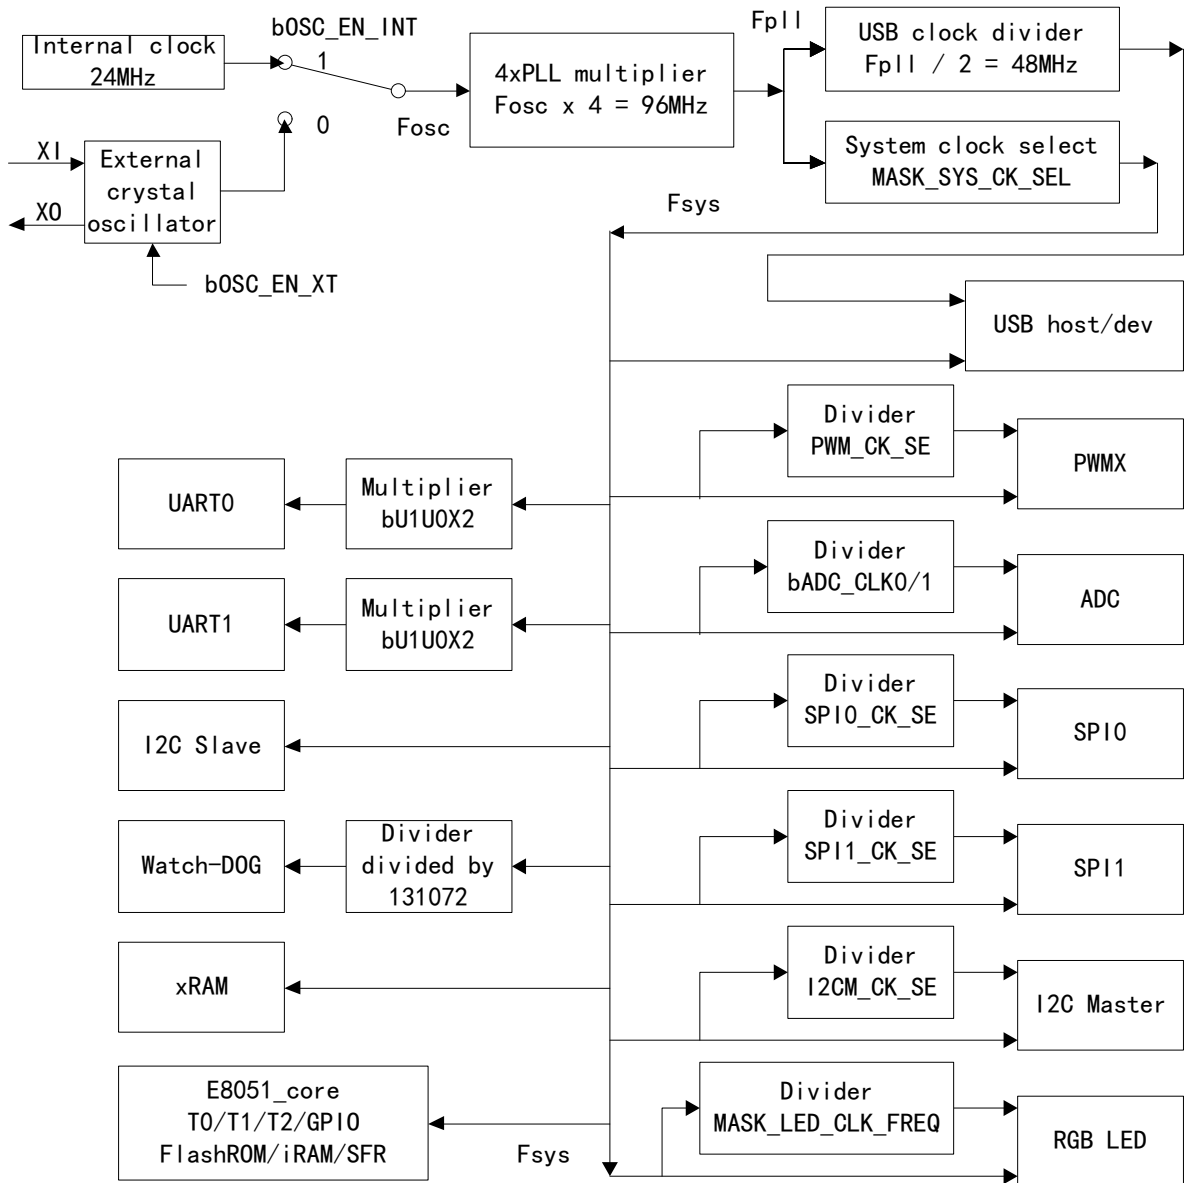 bOSC_EN_INT
Internal clock
24MHz
1
0
Fosc
XI
XO
External
crystal
oscillator
bOSC_EN_XT
4xPLL multiplier
Fosc x 4 = 96MHz
Fpll
USB clock divider
Fpll / 2 = 48MHz
System clock select
MASK_SYS_CK_SEL
Fsys
USB host/dev
Divider
PWM_CK_SE
PWMX
UART0
Multiplier
bU1U0X2
Divider
bADC_CLK0/1
ADC
UART1
Multiplier
bU1U0X2
Divider
SPI0_CK_SE
SPI0
I2C Slave
Divider
SPI1_CK_SE
SPI1
Watch-DOG
Divider
divided by
131072
Divider
I2CM_CK_SE
I2C Master
xRAM
E8051_core
T0/T1/T2/GPIO
FlashROM/iRAM/SFR
Fsys
Divider
MASK_LED_CLK_FREQ
RGB LED